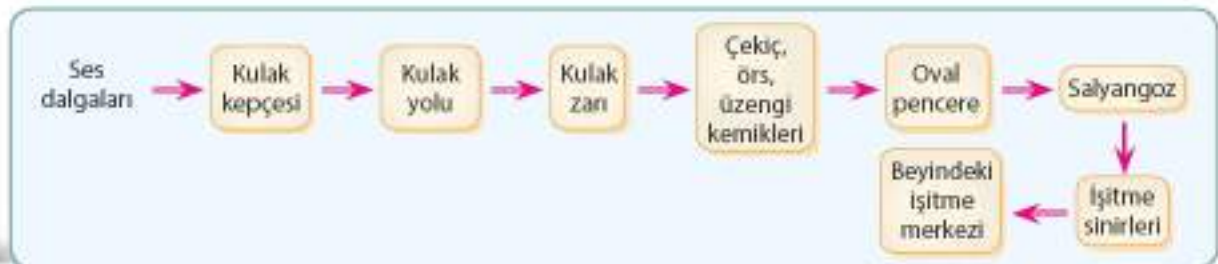 Ses
dalgaları
Kulak
kepçesi
Kulak
yolu
Kulak
zarı
Çekiç,
örs,
üzengi
kemikleri
Oval
pencere
Salyangoz
İşitme
sinirleri
Beyindeki
işitme
merkezi